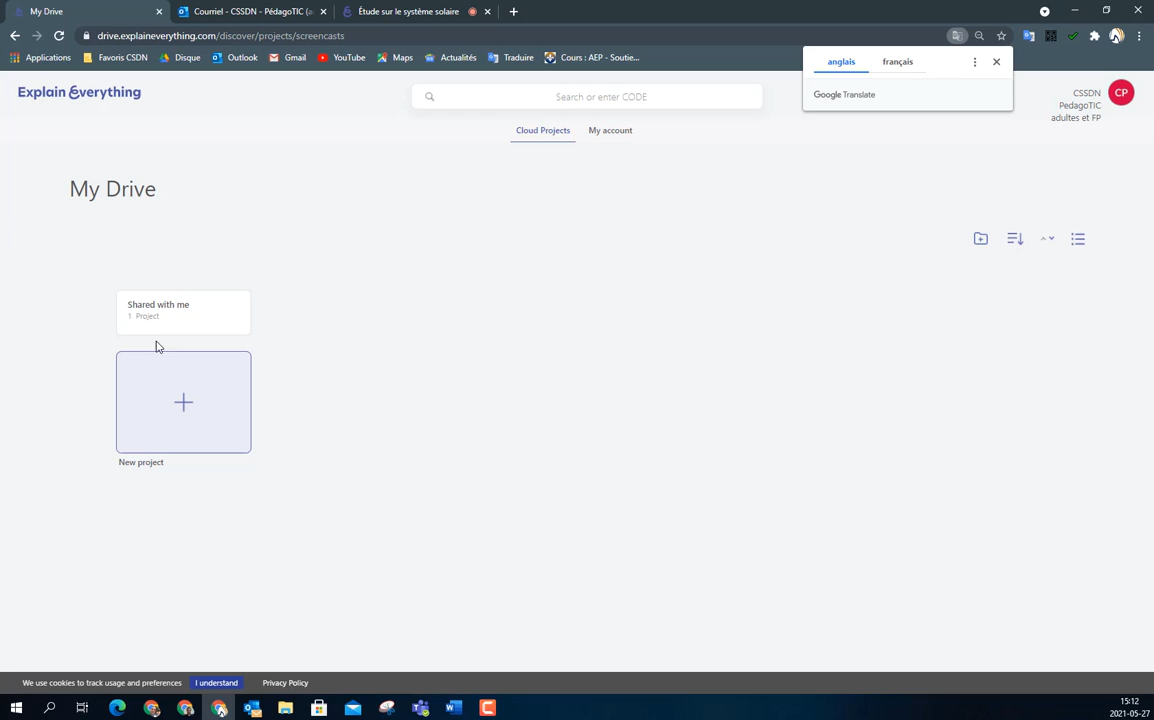 My Drive
Courriel - CSSDN - PédagoTIC (a
Étude sur le système solaire
drive.explaineverything.com/discover/projects/screencasts
Applications
Favoris CSDN
Disque
Outlook
Gmail
YouTube
Maps
Actualités
Traduire
Cours : AEP - Soutie...
anglais
français
Google Translate
Explain Everything
Search or enter CODE
CSSDN
PedagoTIC
adultes et FP
CP
Cloud Projects
My account
My Drive
Shared with me
1 Project
New project
We use cookies to track usage and preferences
I understand
Privacy Policy
15:12
2021-05-27